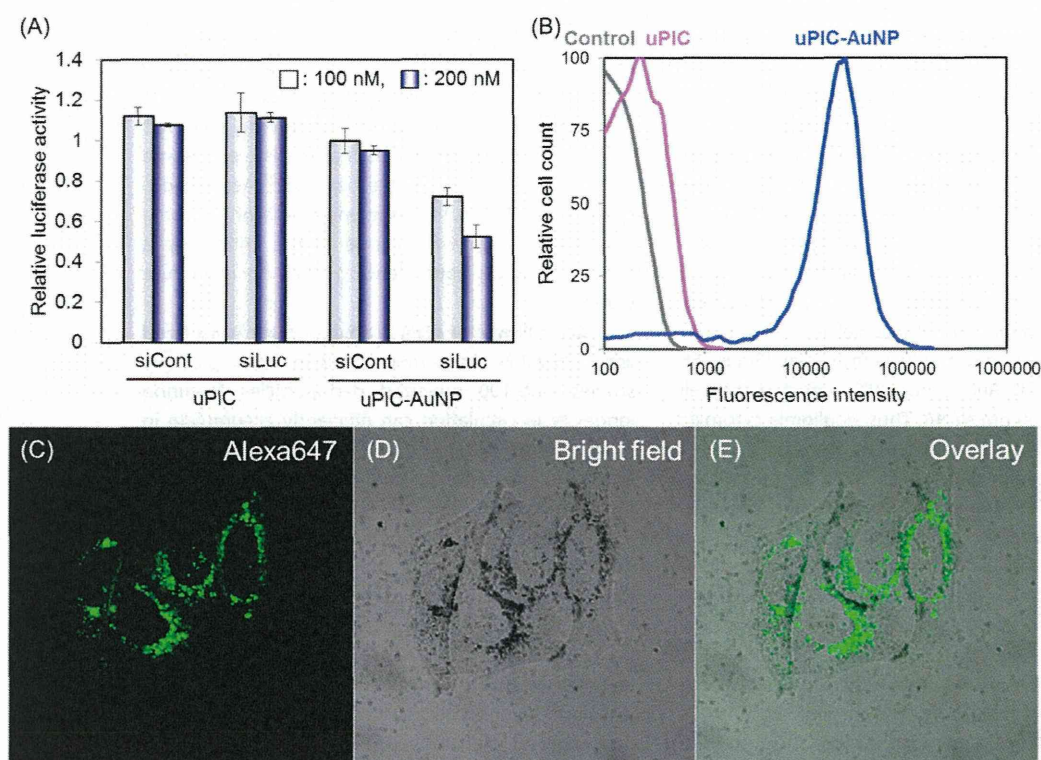 (A)
1.4
1.2
1
0.8
0.6
0.4
0.2
0
Relative luciferase activity
: 100 nM, : 200 nM
siCont siLuc siCont siLuc
uPIC uPIC-AuNP
(B)
Control uPIC uPIC-AuNP
100
75
50
25
0
Relative cell count
100 1000 10000 100000 1000000
Fluorescence intensity
(C) Alexa647
(D) Bright field
(E) Overlay